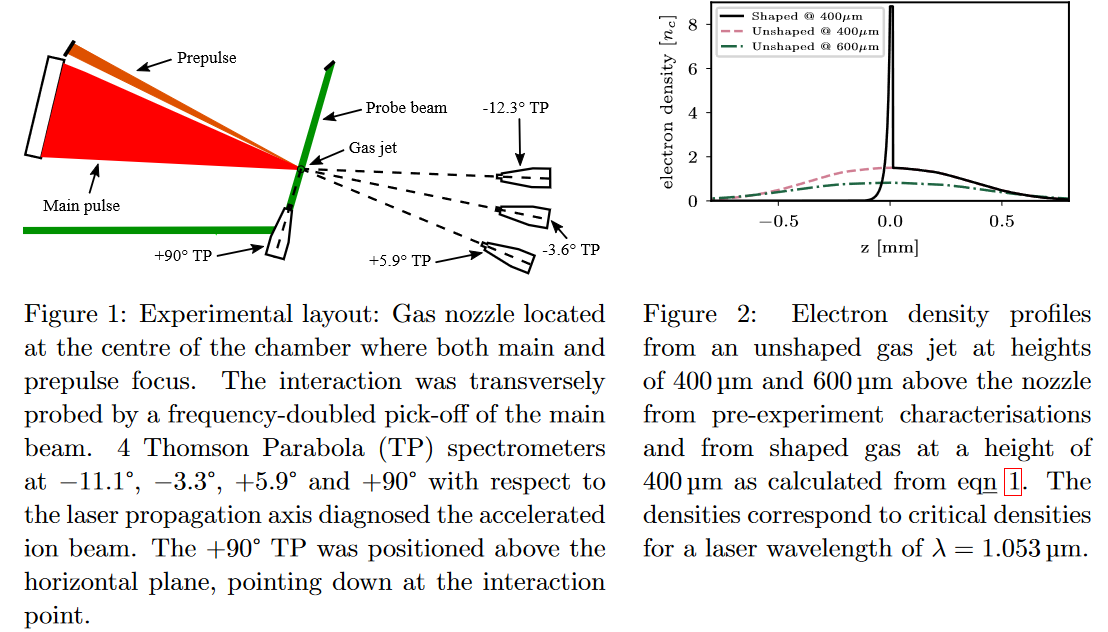 Prepulse
Probe beam
-12.3° TP
Gas jet
Main pulse
+90° TP
+5.9° TP
-3.6° TP
Figure 1: Experimental layout: Gas nozzle located
at the centre of the chamber where both main and
prepulse focus. The interaction was transversely
probed by a frequency-doubled pick-off of the main
beam. 4 Thomson Parabola (TP) spectrometers
at −11.1°, −3.3°, +5.9° and +90° with respect to
the laser propagation axis diagnosed the accelerated
ion beam. The +90° TP was positioned above the
horizontal plane, pointing down at the interaction
point.
Shaped @ 400μm
Unshaped @ 400μm
Unshaped @ 600μm
electron density [n_c]
8
6
4
2
0
−0.5 0.0 0.5
z [mm]
Figure 2: Electron density profiles
from an unshaped gas jet at heights
of 400 μm and 600 μm above the nozzle
from pre-experiment characterisations
and from shaped gas at a height of
400 μm as calculated from eqn 1. The
densities correspond to critical densities
for a laser wavelength of λ = 1.053 μm.